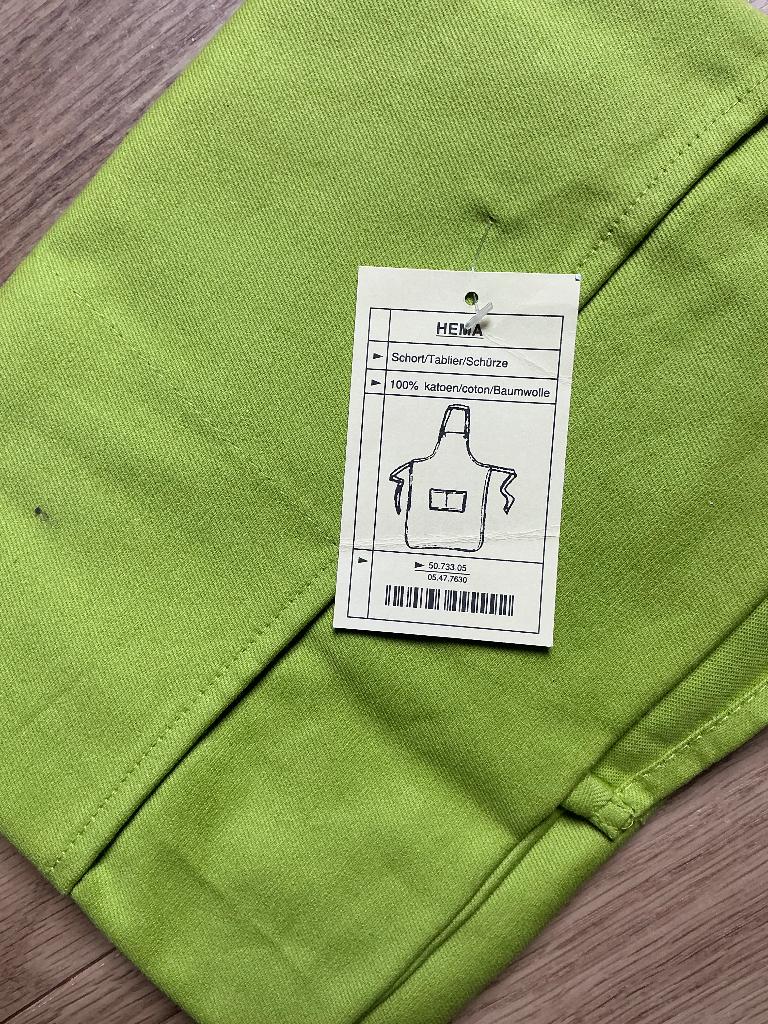 HEMA
Schort/Tablier/Schürze
100% katoen/coton/Baumwolle
50.733.05
05.47.7630